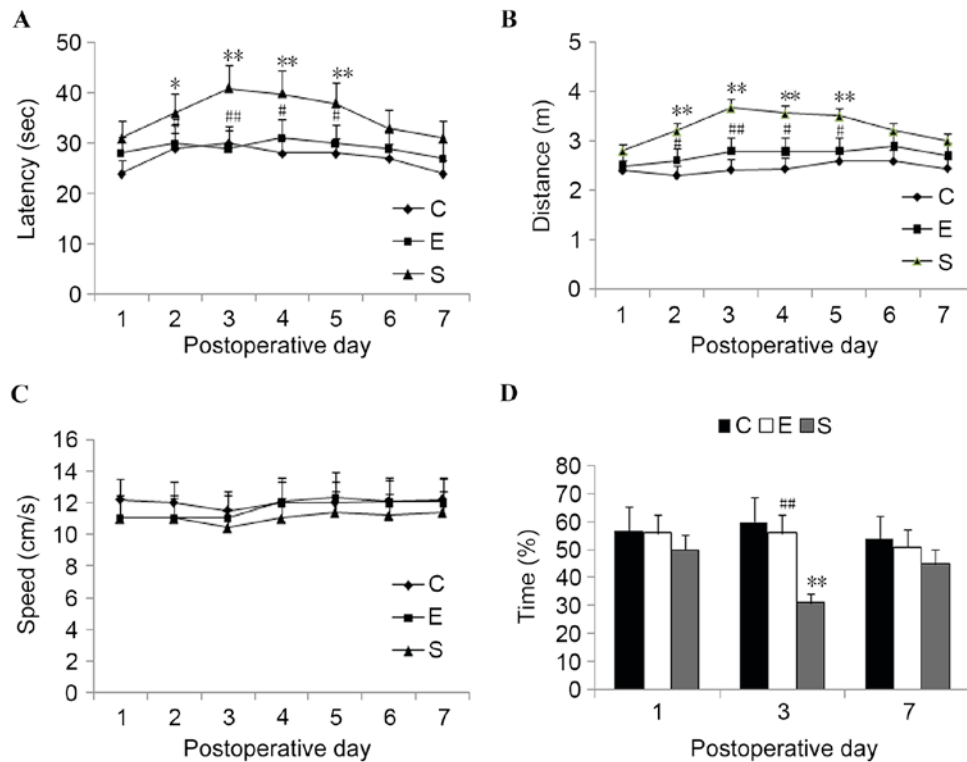 A
50
40
30
20
10
0
Latency (sec)
* ** ** **
## # #
C
E
S
1 2 3 4 5 6 7
Postoperative day
B
5
4
3
2
1
0
Distance (m)
** ** ** **
# ## # #
C
E
S
1 2 3 4 5 6 7
Postoperative day
C
16
14
12
10
8
6
4
2
0
Speed (cm/s)
C
E
S
1 2 3 4 5 6 7
Postoperative day
D
C E S
80
70
60
50
40
30
20
10
0
Time (%)
##
**
1 3 7
Postoperative day